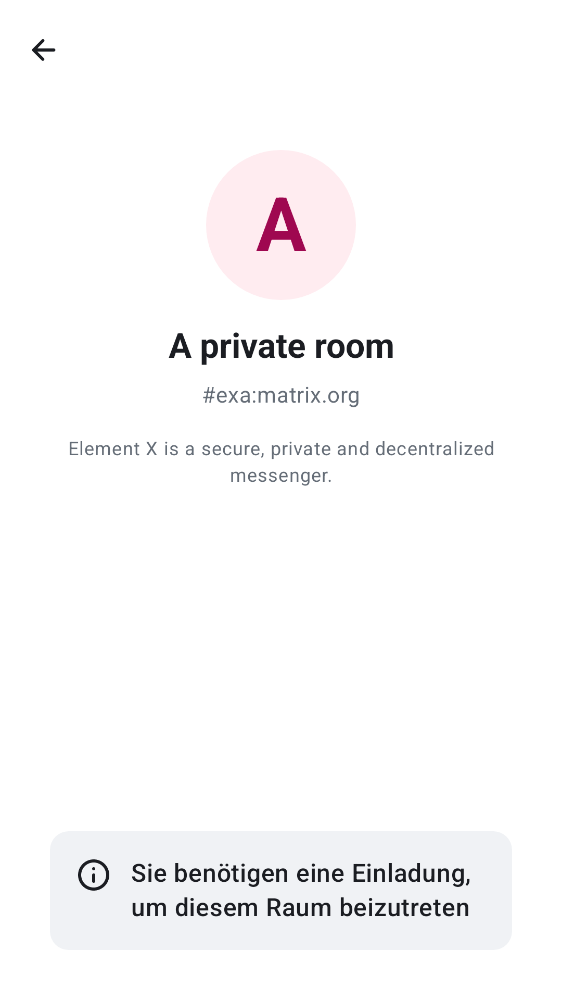 A
A private room
#exa:matrix.org
Element X is a secure, private and decentralized
messenger.
Sie benötigen eine Einladung,
um diesem Raum beizutreten